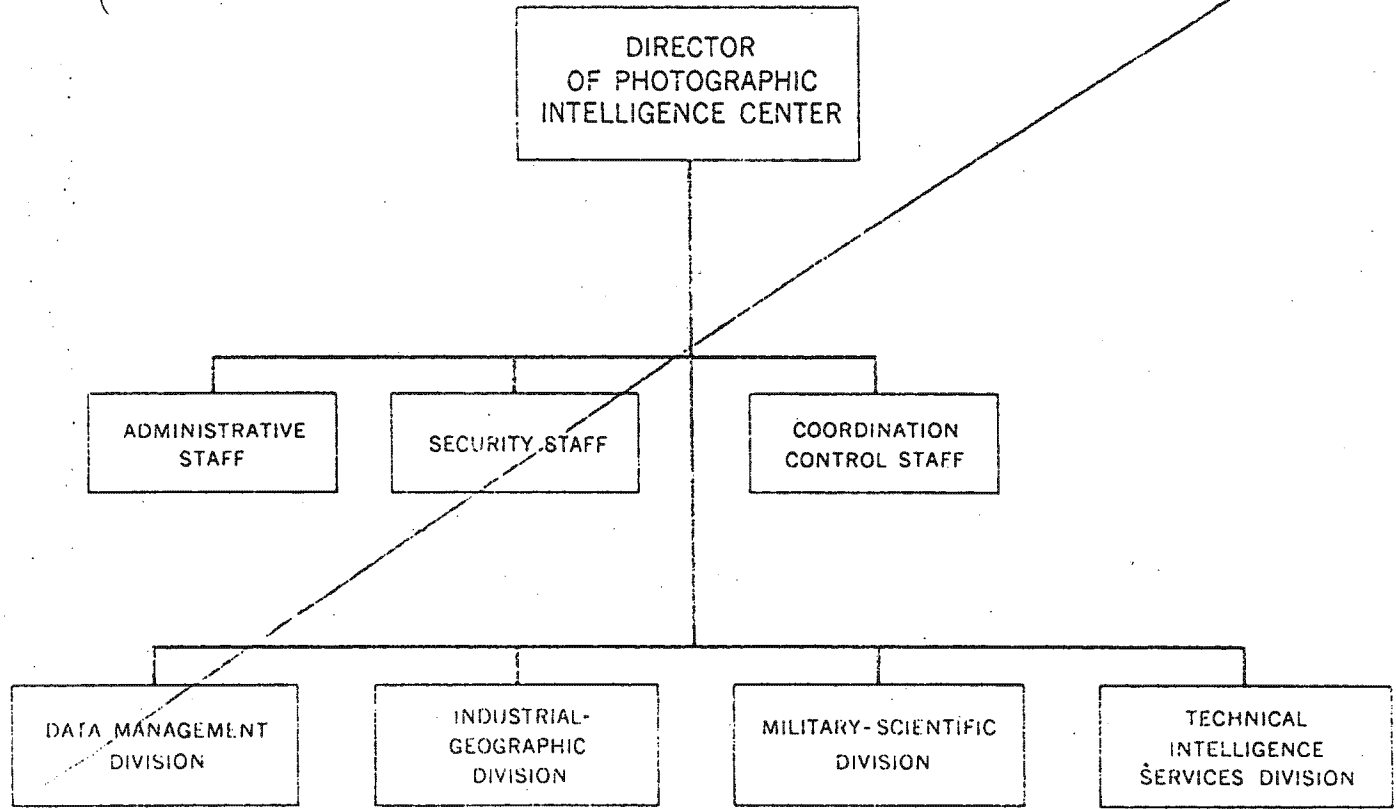 DIRECTOR
OF PHOTOGRAPHIC
INTELLIGENCE CENTER
ADMINISTRATIVE
STAFF
SECURITY STAFF
COORDINATION
CONTROL STAFF
DATA MANAGEMENT
DIVISION
INDUSTRIAL-
GEOGRAPHIC
DIVISION
MILITARY-SCIENTIFIC
DIVISION
TECHNICAL
INTELLIGENCE
SERVICES DIVISION